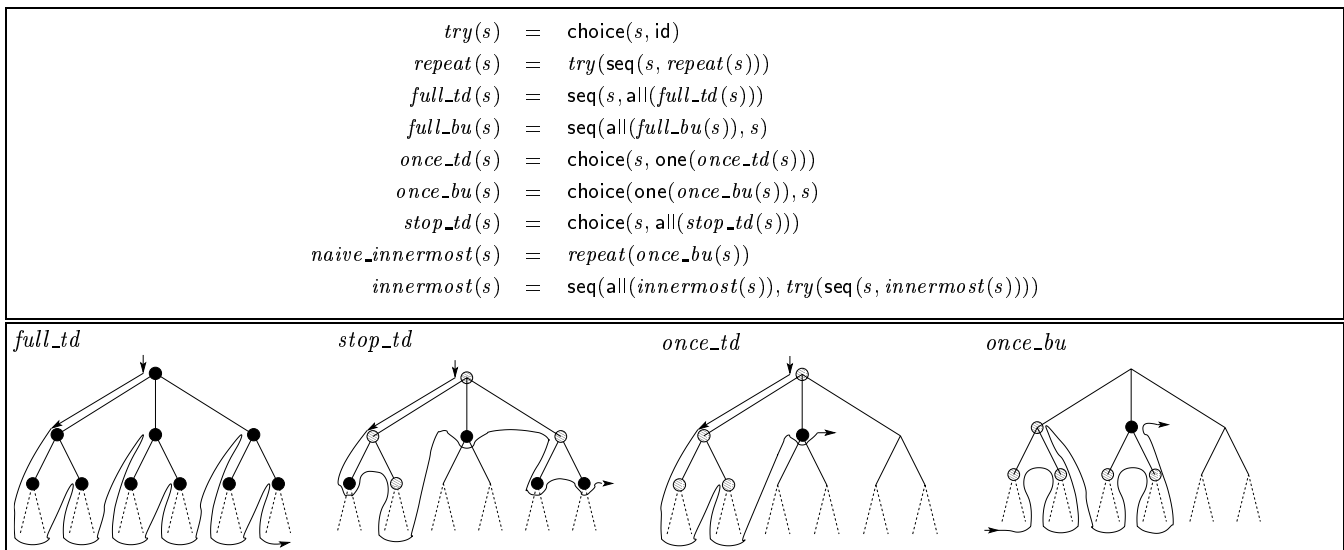 try(s) = choice(s, id)
repeat(s) = try(seq(s, repeat(s)))
full_td(s) = seq(s, all(full_td(s)))
full_bu(s) = seq(all(full_bu(s)), s)
once_td(s) = choice(s, one(once_td(s)))
once_bu(s) = choice(one(once_bu(s)), s)
stop_td(s) = choice(s, all(stop_td(s)))
naive_innermost(s) = repeat(once_bu(s))
innermost(s) = seq(all(innermost(s)), try(seq(s, innermost(s))))
full_td stop_td once_td once_bu